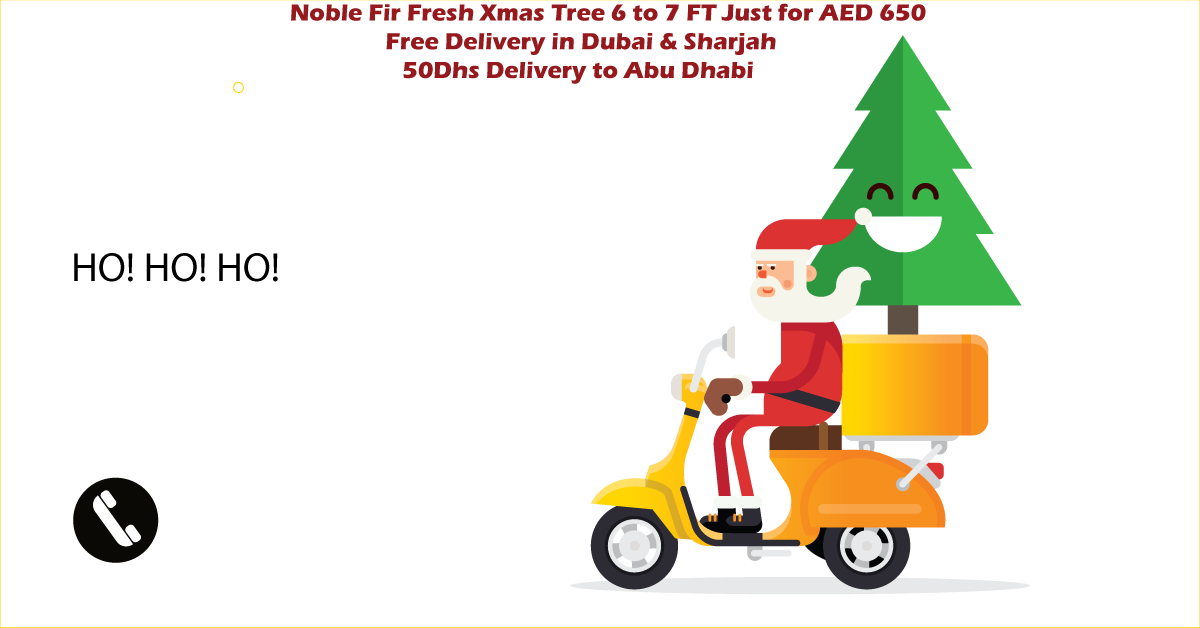 Noble Fir Fresh Xmas Tree 6 to 7 FT Just for AED 650
Free Delivery in Dubai & Sharjah
50Dhs Delivery to Abu Dhabi
HO! HO! HO!